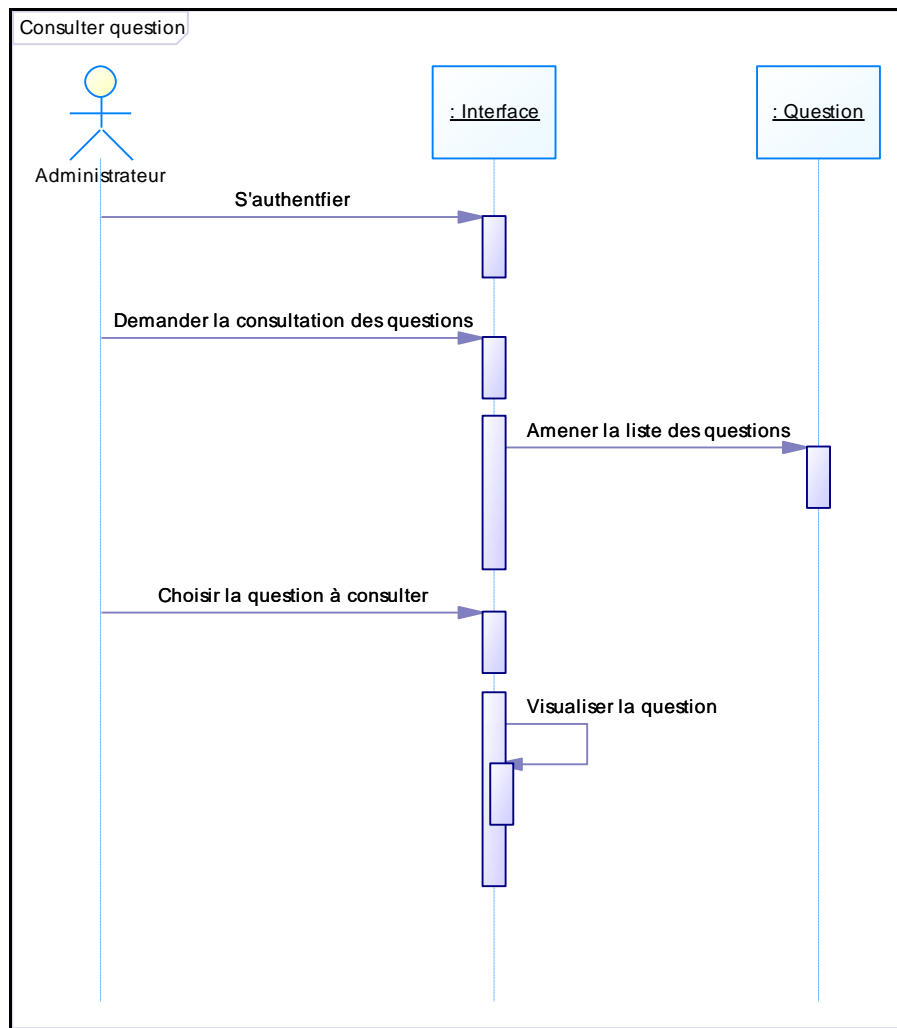 Consulter question
: Interface
: Question
Administrateur
S'authentfier
Demander la consultation des questions
Amener la liste des questions
Choisir la question à consulter
Visualiser la question